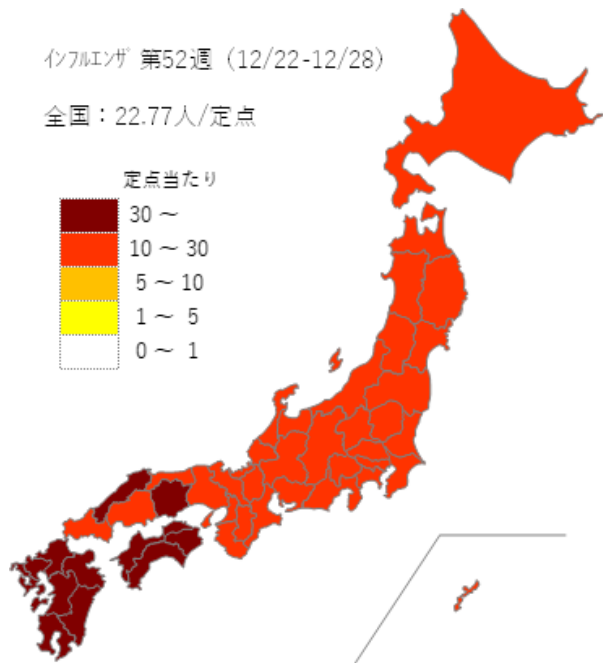 ｲﾝﾌﾙｴﾝｻﾞ 第52週（12/22-12/28）
全国：22.77人/定点
定点当たり
30 ～
10 ～ 30
5 ～ 10
1 ～ 5
0 ～ 1